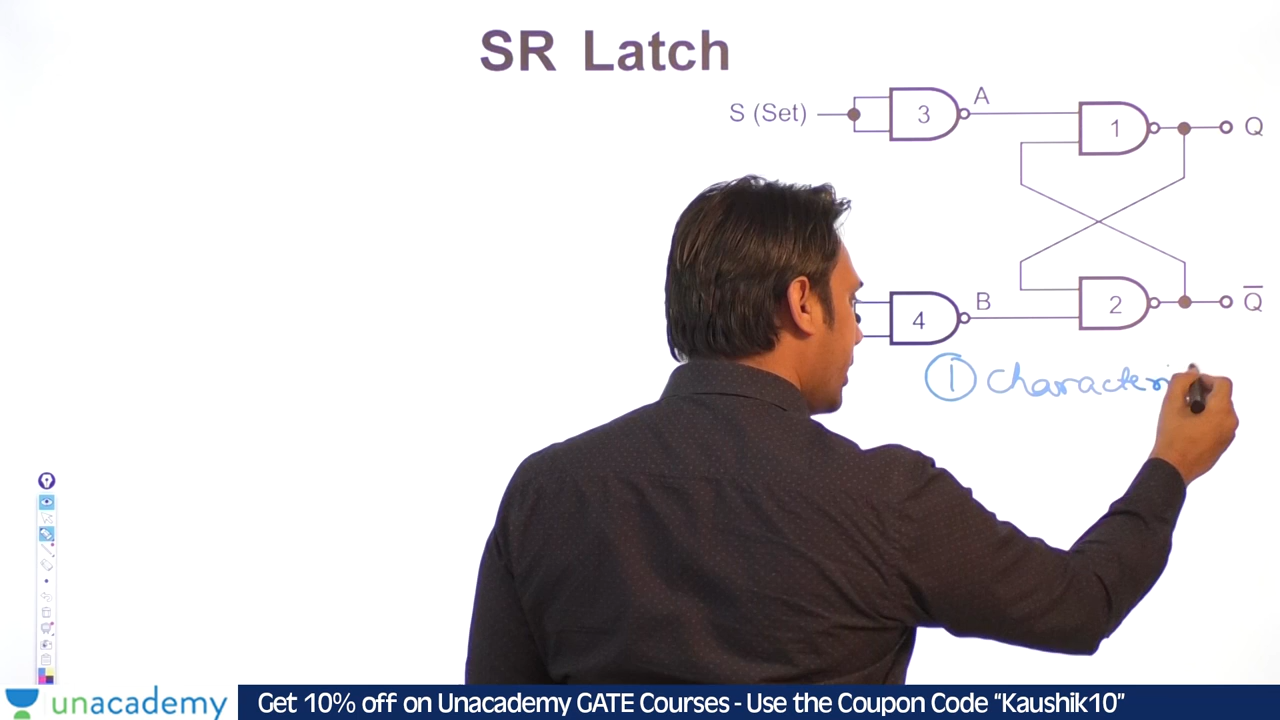 SR Latch
S (Set)
3
A
1
Q
4
B
2
Q̅
① Characteri
unacademy
Get 10% off on Unacademy GATE Courses - Use the Coupon Code “Kaushik10”